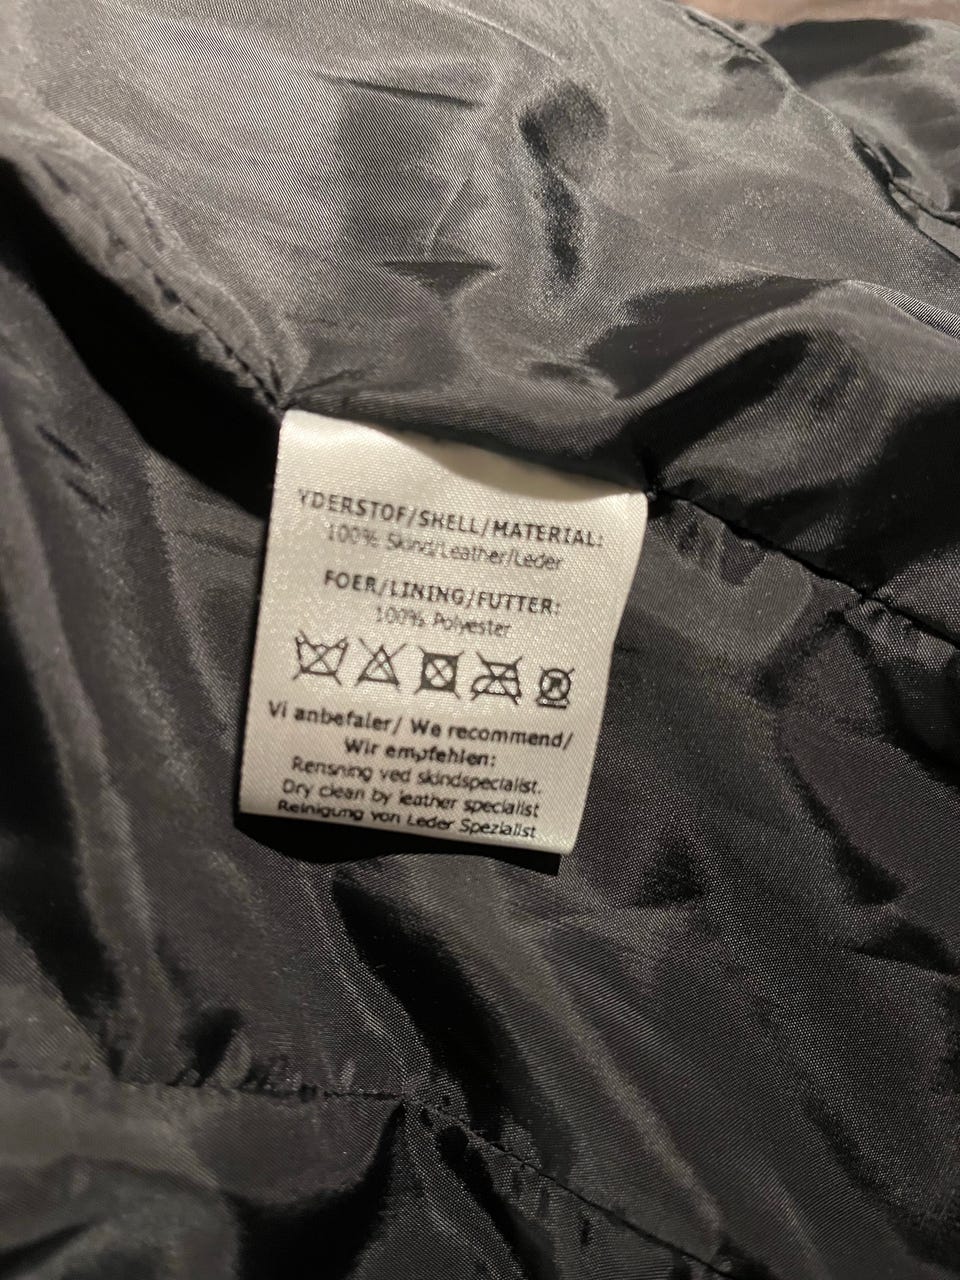 YDERSTOF/SHELL/MATERIAL:
100% Skind/Leather/Leder
FOER/LINING/FUTTER:
100% Polyester
Vi anbefaler/ We recommend/
Wir empfehlen:
Rensning ved skindspecialist.
Dry clean by leather specialist
Reinigung von Leder Spezialist